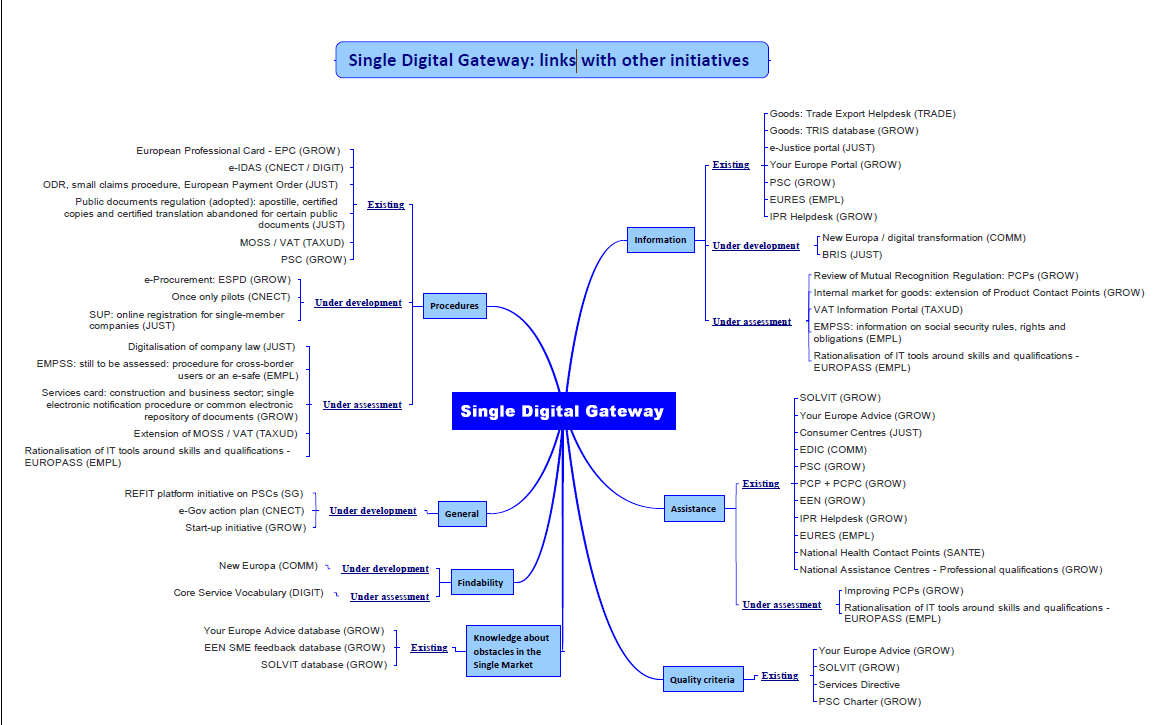 Single Digital Gateway: links with other initiatives
European Professional Card - EPC (GROW)
e-IDAS (CNECT / DIGIT)
ODR, small claims procedure, European Payment Order (JUST)
Public documents regulation (adopted): apostille, certified
copies and certified translation abandoned for certain public
documents (JUST)
MOSS / VAT (TAXUD)
PSC (GROW)
Existing
e-Procurement: ESPD (GROW)
Once only pilots (CNECT)
SUP: online registration for single-member
companies (JUST)
Under development
Procedures
Digitalisation of company law (JUST)
EMPSS: still to be assessed: procedure for cross-border
users or an e-safe (EMPL)
Services card: construction and business sector; single
electronic notification procedure or common electronic
repository of documents (GROW)
Extension of MOSS / VAT (TAXUD)
Rationalisation of IT tools around skills and qualifications -
EUROPASS (EMPL)
Under assessment
REFIT platform initiative on PSCs (SG)
e-Gov action plan (CNECT)
Start-up initiative (GROW)
Under development
General
New Europa (COMM)
Under development
Core Service Vocabulary (DIGIT)
Under assessment
Findability
Your Europe Advice database (GROW)
EEN SME feedback database (GROW)
SOLVIT database (GROW)
Existing
Knowledge about
obstacles in the
Single Market
Single Digital Gateway
Information
Existing
Goods: Trade Export Helpdesk (TRADE)
Goods: TRIS database (GROW)
e-Justice portal (JUST)
Your Europe Portal (GROW)
PSC (GROW)
EURES (EMPL)
IPR Helpdesk (GROW)
Under development
New Europa / digital transformation (COMM)
BRIS (JUST)
Under assessment
Review of Mutual Recognition Regulation: PCPs (GROW)
Internal market for goods: extension of Product Contact Points (GROW)
VAT Information Portal (TAXUD)
EMPSS: information on social security rules, rights and
obligations (EMPL)
Rationalisation of IT tools around skills and qualifications -
EUROPASS (EMPL)
Assistance
Existing
SOLVIT (GROW)
Your Europe Advice (GROW)
Consumer Centres (JUST)
EDIC (COMM)
PSC (GROW)
PCP + PCPC (GROW)
EEN (GROW)
IPR Helpdesk (GROW)
EURES (EMPL)
National Health Contact Points (SANTE)
National Assistance Centres - Professional qualifications (GROW)
Under assessment
Improving PCPs (GROW)
Rationalisation of IT tools around skills and qualifications -
EUROPASS (EMPL)
Quality criteria
Existing
Your Europe Advice (GROW)
SOLVIT (GROW)
Services Directive
PSC Charter (GROW)